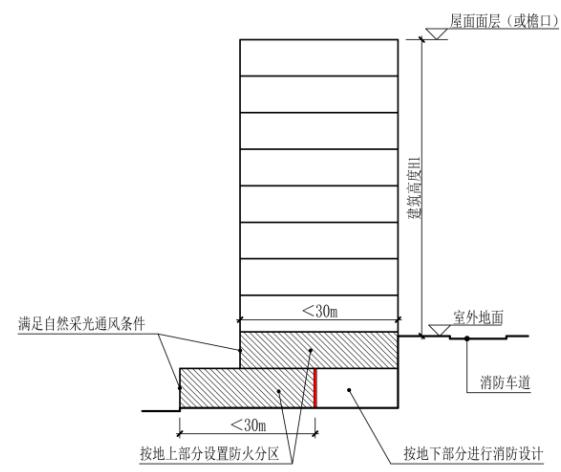 屋面面层（或檐口）
建筑高度H1
<30m
室外地面
满足自然采光通风条件
消防车道
<30m
按地上部分设置防火分区
按地下部分进行消防设计